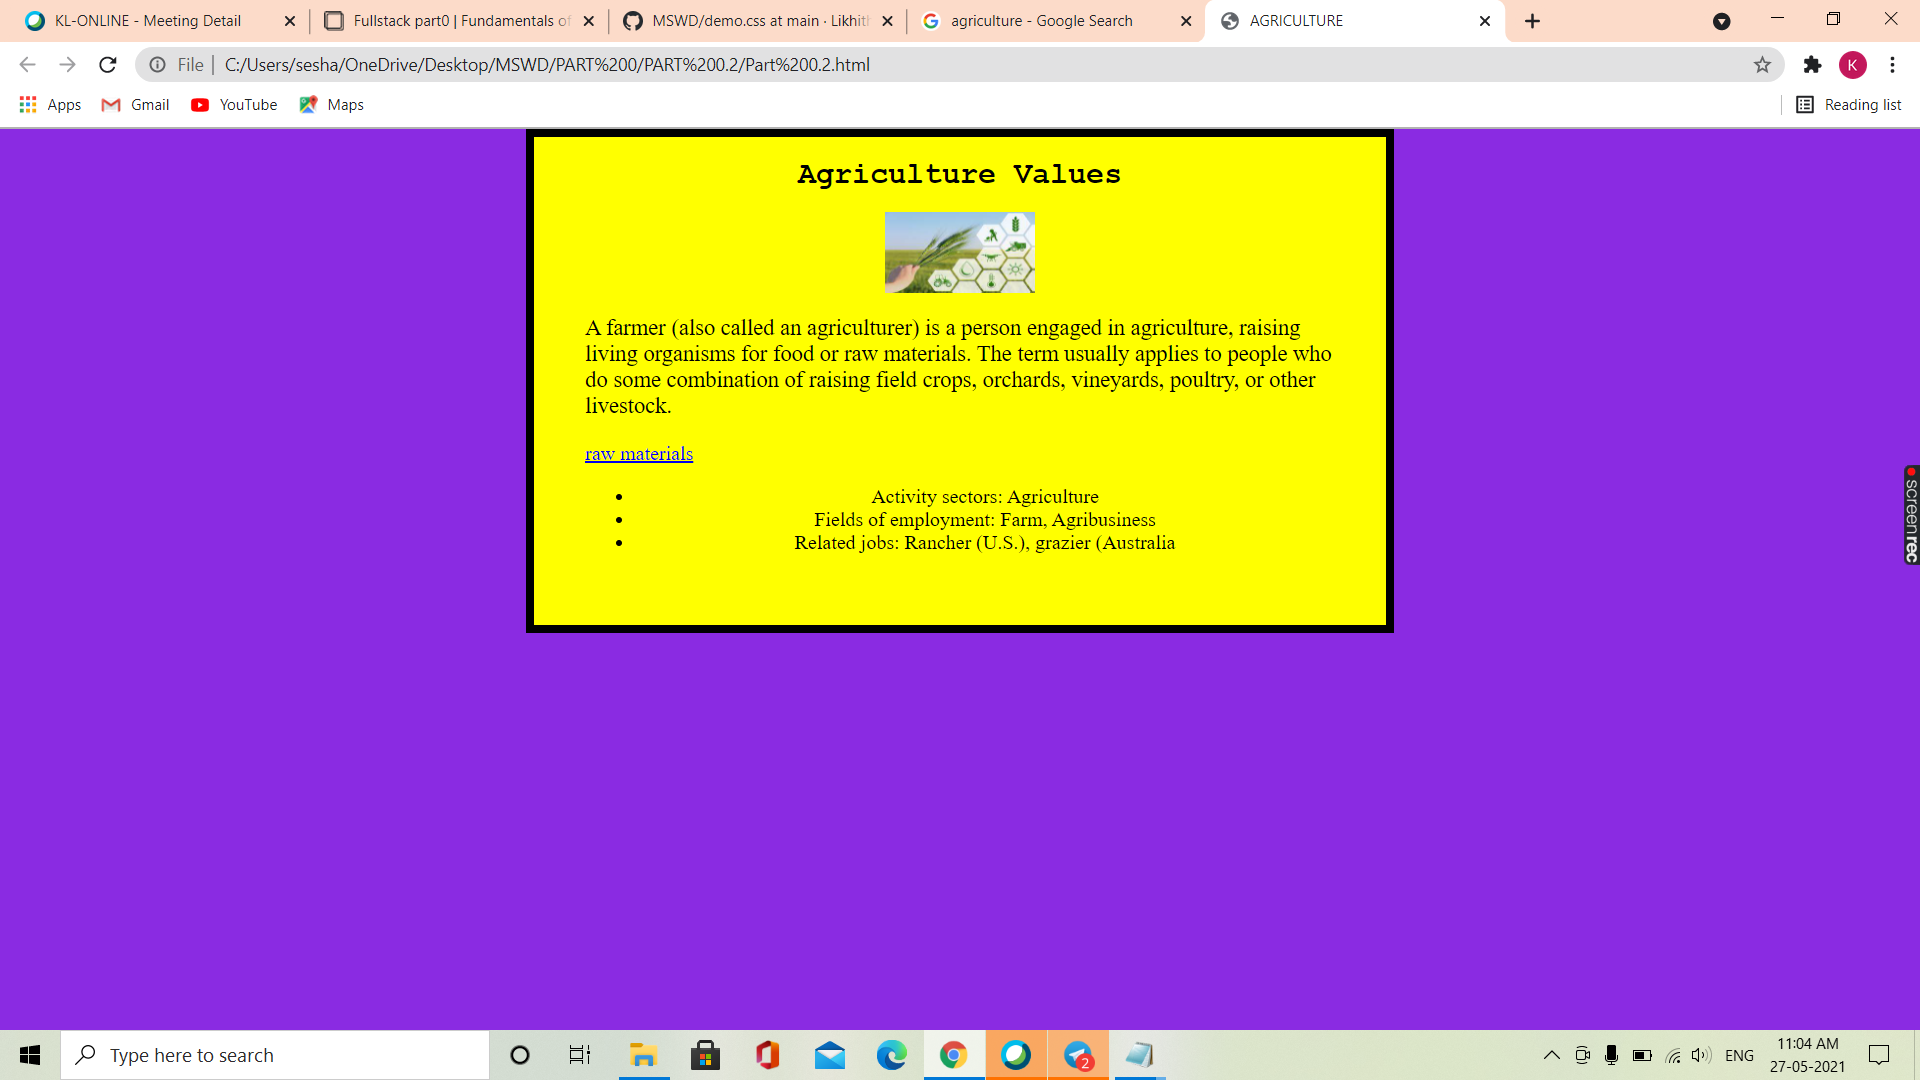 KL-ONLINE - Meeting Detail
Fullstack part0 | Fundamentals of
MSWD/demo.css at main · Likhith
agriculture - Google Search
AGRICULTURE
File
C:/Users/sesha/OneDrive/Desktop/MSWD/PART%200/PART%200.2/Part%200.2.html
K
Apps
Gmail
YouTube
Maps
Reading list
Agriculture Values
A farmer (also called an agriculturer) is a person engaged in agriculture, raising
living organisms for food or raw materials. The term usually applies to people who
do some combination of raising field crops, orchards, vineyards, poultry, or other
livestock.
raw materials
• Activity sectors: Agriculture
• Fields of employment: Farm, Agribusiness
• Related jobs: Rancher (U.S.), grazier (Australia
screenrec
Type here to search
2
ENG
11:04 AM
27-05-2021